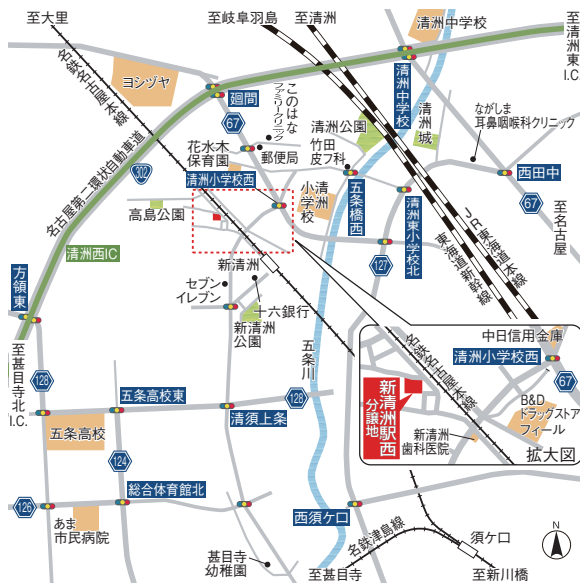 至大里
至岐阜羽島
至清洲
清洲中学校
至清洲
東I.C.
名鉄名古屋本線
ヨシヅヤ
廻間
67
このはな
ファミリークリニック
清洲中学校
清洲公園
清洲城
ながしま
耳鼻咽喉科クリニック
花水木
保育園
郵便局
竹田
皮フ科
名古屋第二環状自動車道
302
清洲小学校西
清洲
小学校
五条橋西
西田中
67
至名古屋
高島公園
清洲東小学校北
JR東海道本線
東海道新幹線
清洲西IC
方領東
127
新清洲
セブン
イレブン
十六銀行
新清洲
公園
五条川
至甚目寺北
I.C.
128
五条高校東
128
清須上条
五条高校
124
総合体育館北
126
あま
市民病院
西須ケ口
甚目寺
幼稚園
名鉄津島線
須ケ口
至甚目寺
至新川橋
N
中日信用金庫
名鉄名古屋本線
清洲小学校西
67
新清洲駅西
分譲地
B&D
ドラッグストア
フィール
新清洲
歯科医院
拡大図